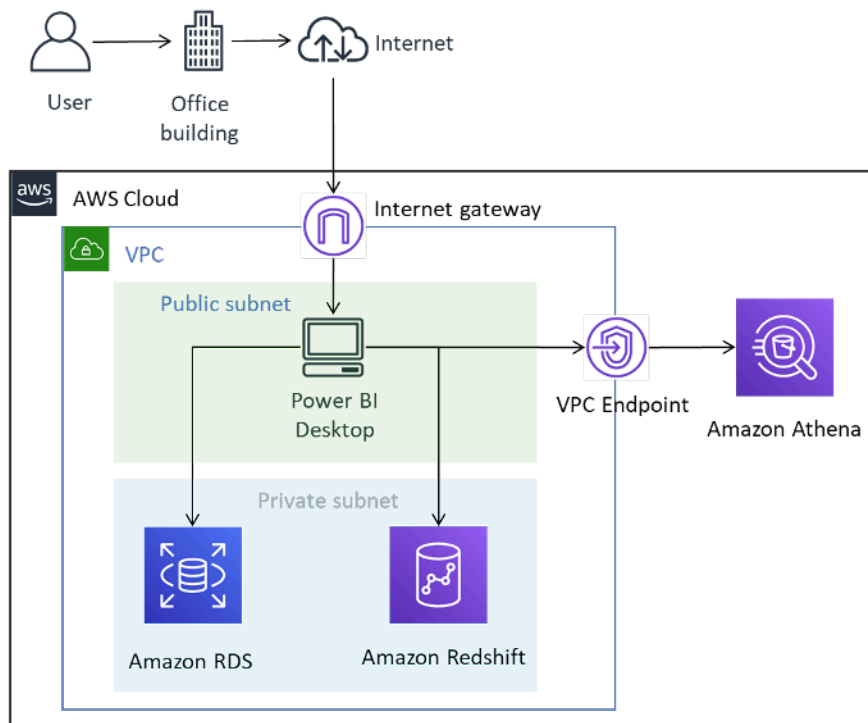 User
Office
building
Internet
aws
AWS Cloud
Internet gateway
VPC
Public subnet
Power BI
Desktop
VPC Endpoint
Amazon Athena
Private subnet
Amazon RDS
Amazon Redshift